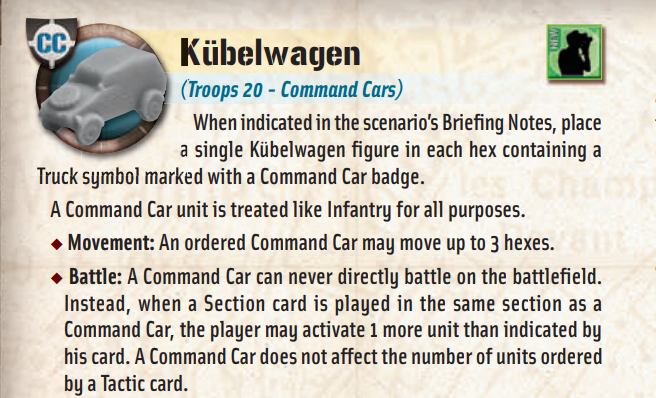 CC
NEW
Kübelwagen
(Troops 20 - Command Cars)
When indicated in the scenario's Briefing Notes, place
a single Kübelwagen figure in each hex containing a
Truck symbol marked with a Command Car badge.
A Command Car unit is treated like Infantry for all purposes.
◆ Movement: An ordered Command Car may move up to 3 hexes.
◆ Battle: A Command Car can never directly battle on the battlefield.
Instead, when a Section card is played in the same section as a
Command Car, the player may activate 1 more unit than indicated by
his card. A Command Car does not affect the number of units ordered
by a Tactic card.